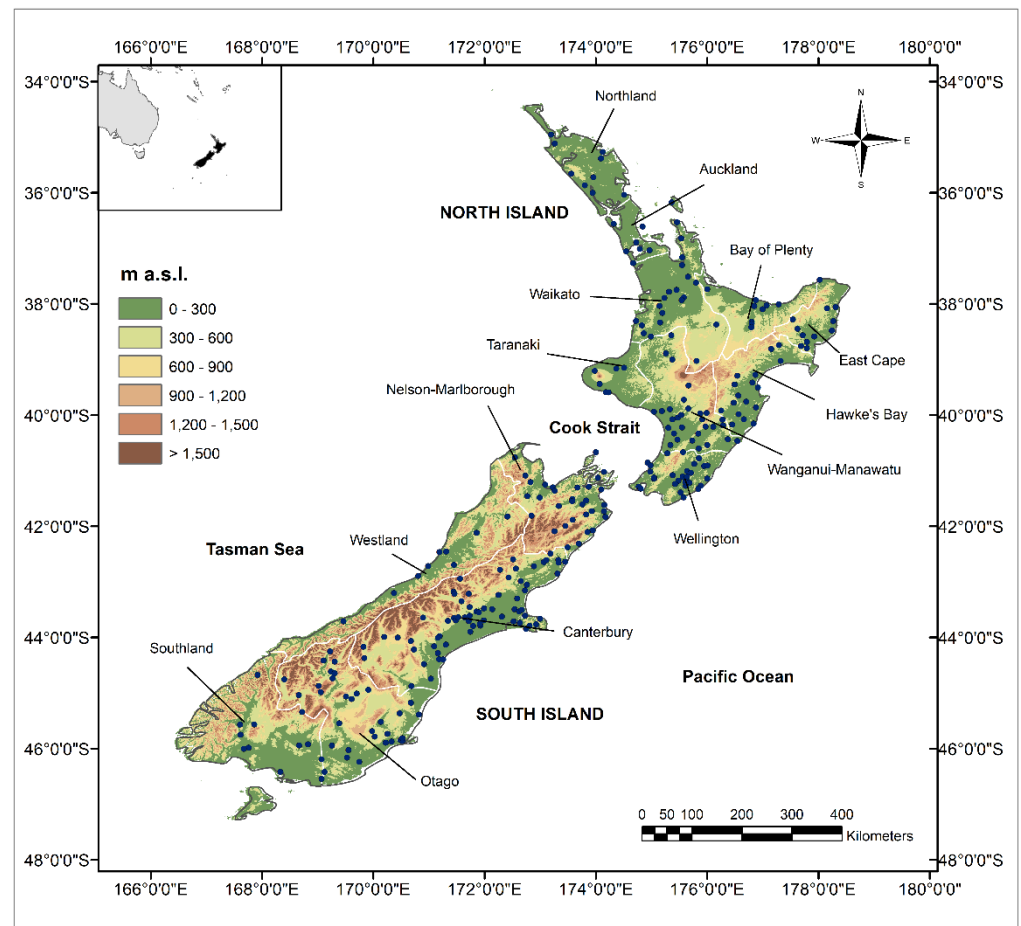 166°0'0"E 168°0'0"E 170°0'0"E 172°0'0"E 174°0'0"E 176°0'0"E 178°0'0"E 180°0'0"
34°0'0"S
34°0'0"S
Northland
N
W
E
S
Auckland
36°0'0"S
36°0'0"S
NORTH ISLAND
Bay of Plenty
m a.s.l.
0 - 300
300 - 600
600 - 900
900 - 1,200
1,200 - 1,500
> 1,500
38°0'0"S
38°0'0"S
Waikato
Taranaki
East Cape
Nelson-Marlborough
Hawke's Bay
40°0'0"S
40°0'0"S
Cook Strait
Wanganui-Manawatu
42°0'0"S
42°0'0"S
Wellington
Westland
Tasman Sea
Canterbury
44°0'0"S
44°0'0"S
Southland
Pacific Ocean
SOUTH ISLAND
46°0'0"S
46°0'0"S
Otago
0 50 100 200 300 400
Kilometers
48°0'0"S
48°0'0"S
166°0'0"E 168°0'0"E 170°0'0"E 172°0'0"E 174°0'0"E 176°0'0"E 178°0'0"E 180°0'0"